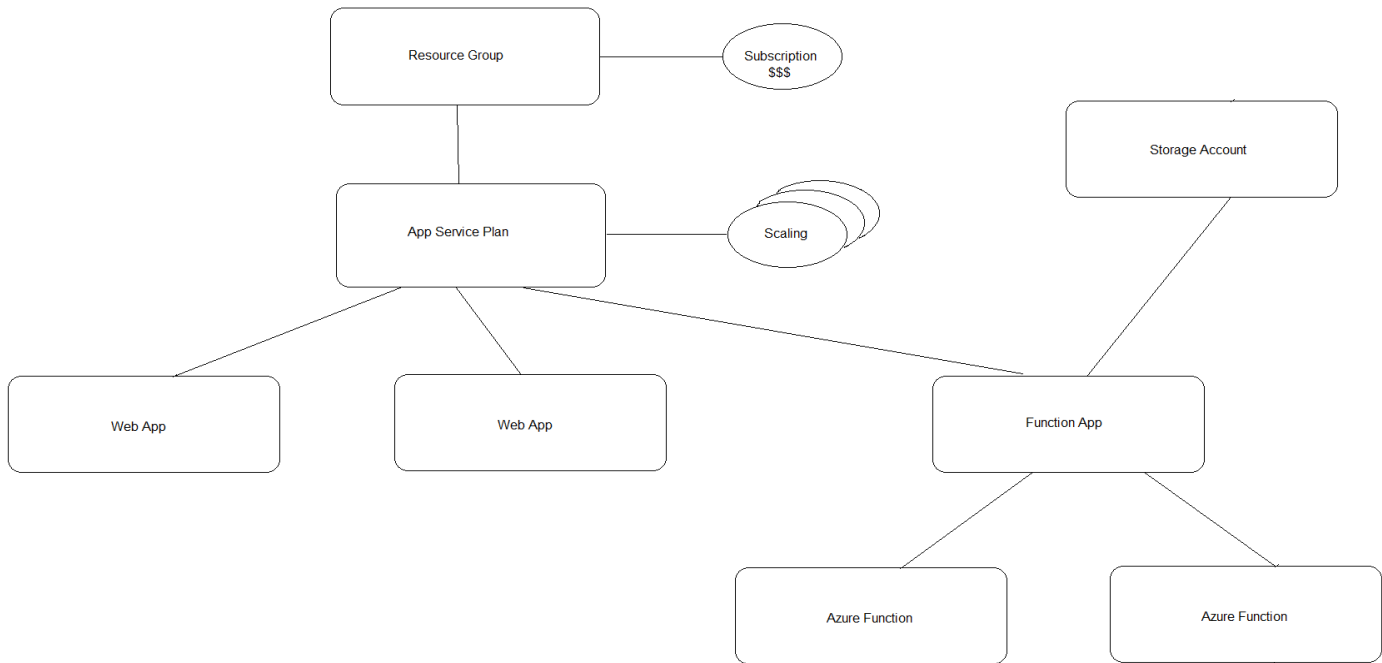 Resource Group
Subscription
$$$
Storage Account
App Service Plan
Scaling
Web App
Web App
Function App
Azure Function
Azure Function